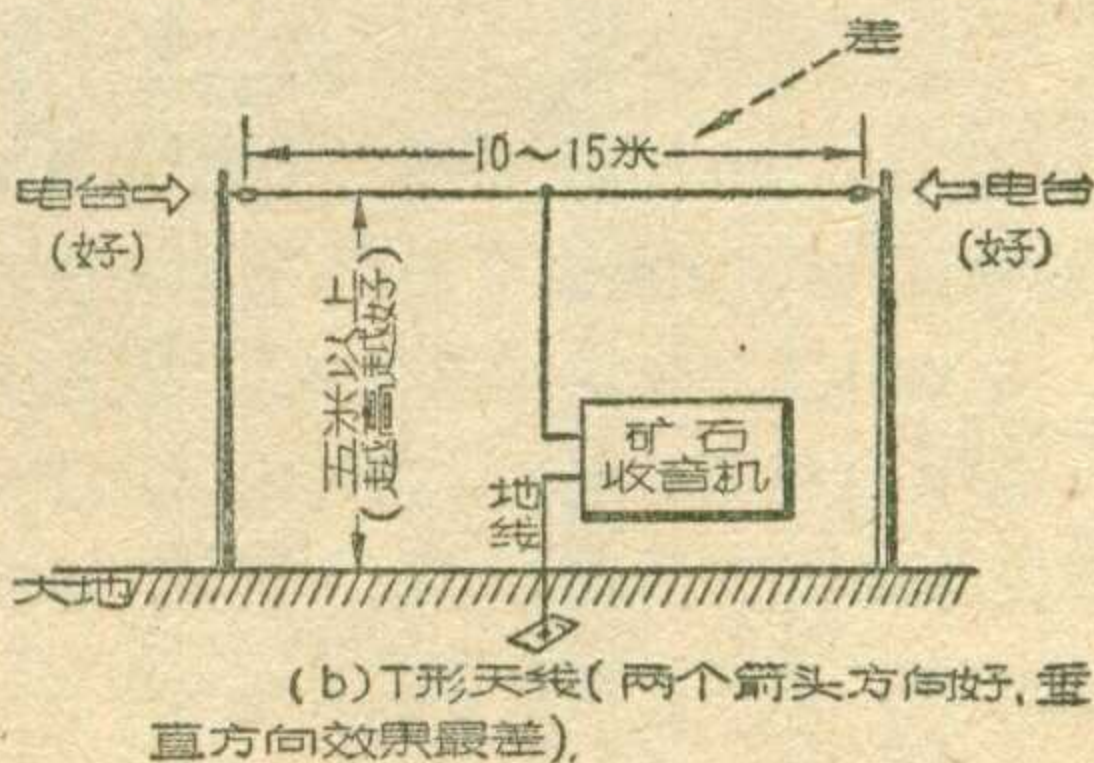 差
10～15米
电台
(好)
电台
(好)
五米以上
(越高越好)
矿石
收音机
地线
大地
(b)T形天线(两个箭头方向好,垂
直方向效果最差),